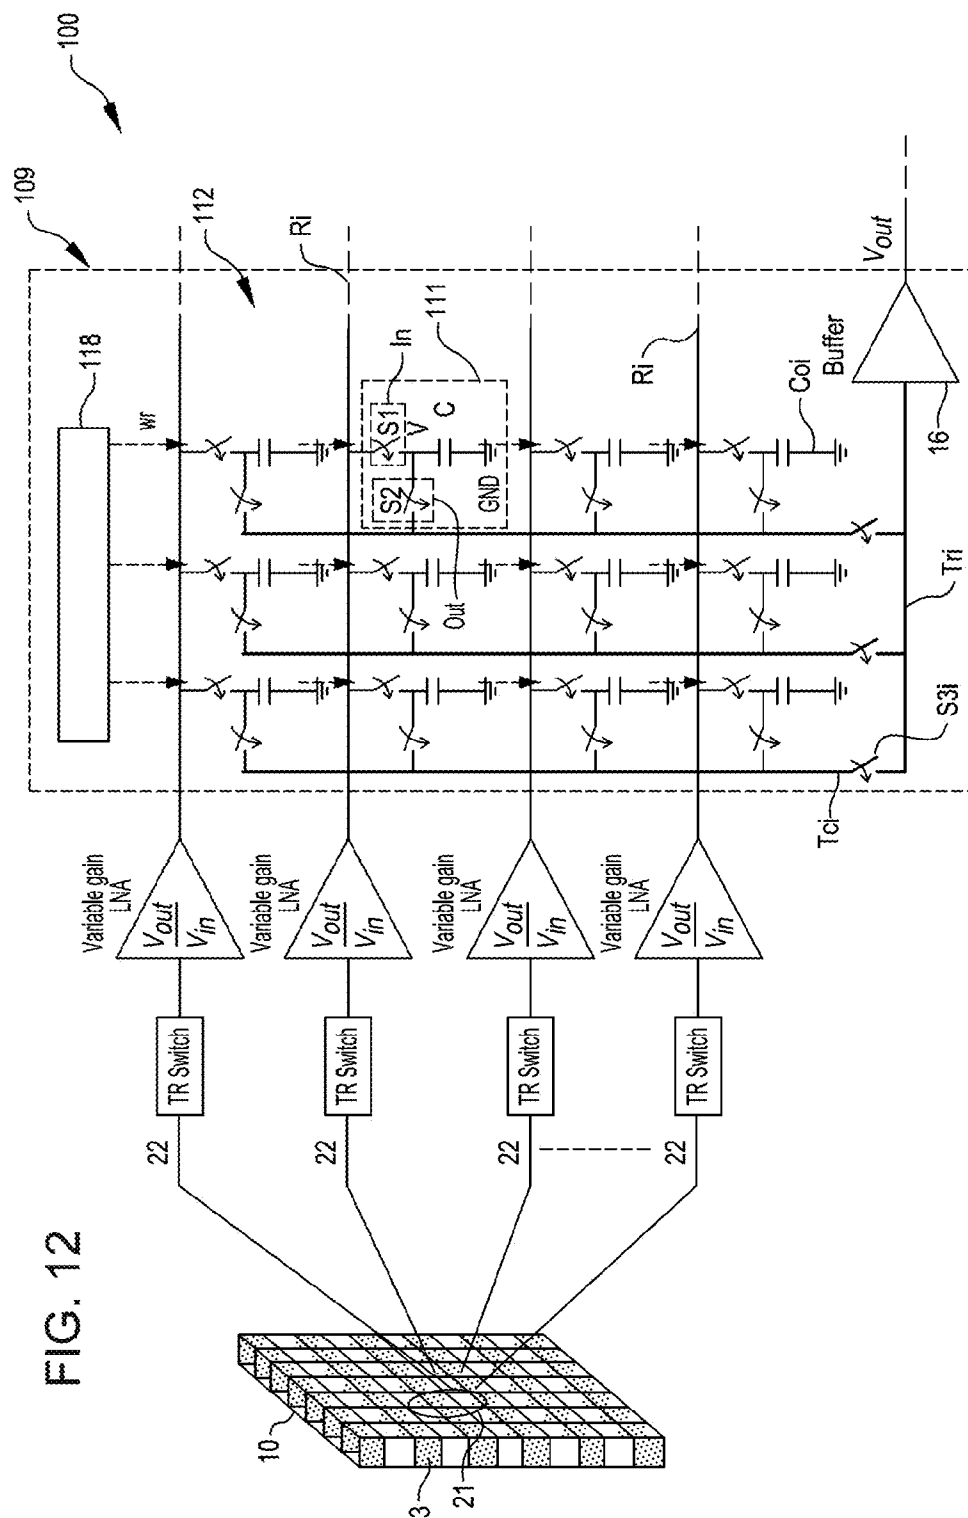 FIG. 12
100
109
112
118
wr
Ri
111
In
S1
V
C
S2
GND
Out
Ri
Coi
Buffer
16
Vout
Tri
S3i
Tci
Variable gain
LNA
Vout
Vin
Variable gain
LNA
Vout
Vin
Variable gain
LNA
Vout
Vin
Variable gain
LNA
Vout
Vin
TR Switch
TR Switch
TR Switch
TR Switch
22
22
22
22
10
3
21